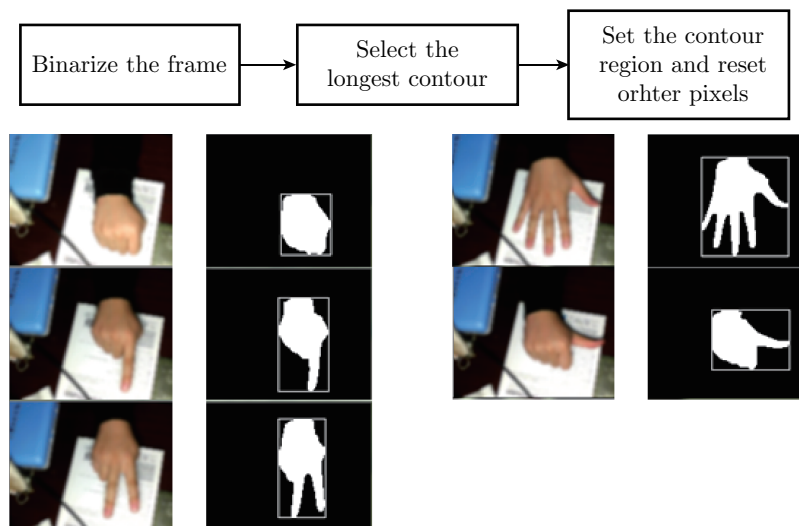 Binarize the frame
Select the
longest contour
Set the contour
region and reset
orhter pixels